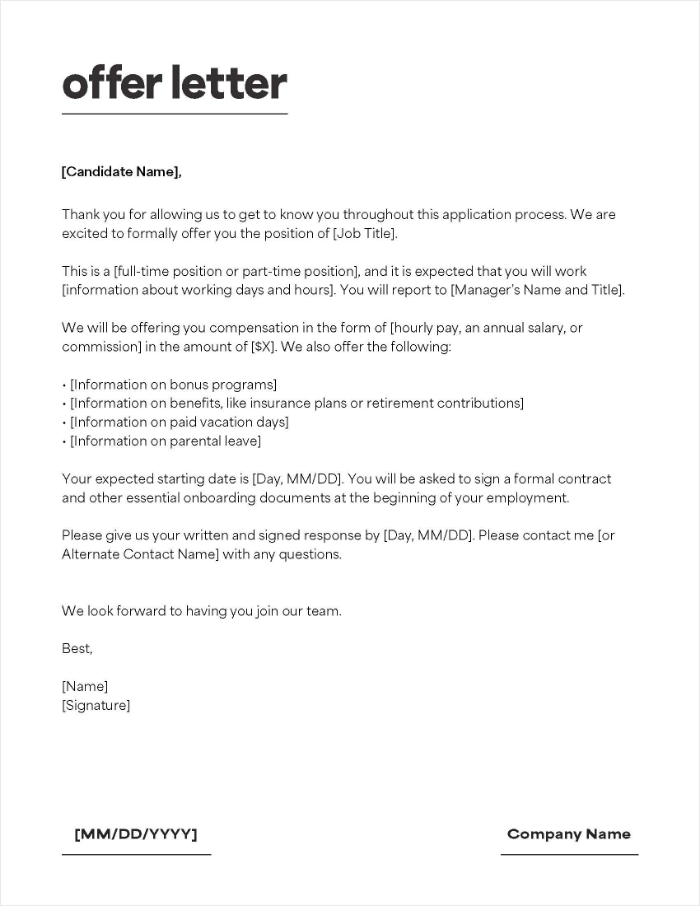 offer letter
[Candidate Name],
Thank you for allowing us to get to know you throughout this application process. We are
excited to formally offer you the position of [Job Title].
This is a [full-time position or part-time position], and it is expected that you will work
[information about working days and hours]. You will report to [Manager's Name and Title].
We will be offering you compensation in the form of [hourly pay, an annual salary, or
commission] in the amount of [$X]. We also offer the following:
• [Information on bonus programs]
• [Information on benefits, like insurance plans or retirement contributions]
• [Information on paid vacation days]
• [Information on parental leave]
Your expected starting date is [Day, MM/DD]. You will be asked to sign a formal contract
and other essential onboarding documents at the beginning of your employment.
Please give us your written and signed response by [Day, MM/DD]. Please contact me [or
Alternate Contact Name] with any questions.
We look forward to having you join our team.
Best,
[Name]
[Signature]
[MM/DD/YYYY]
Company Name